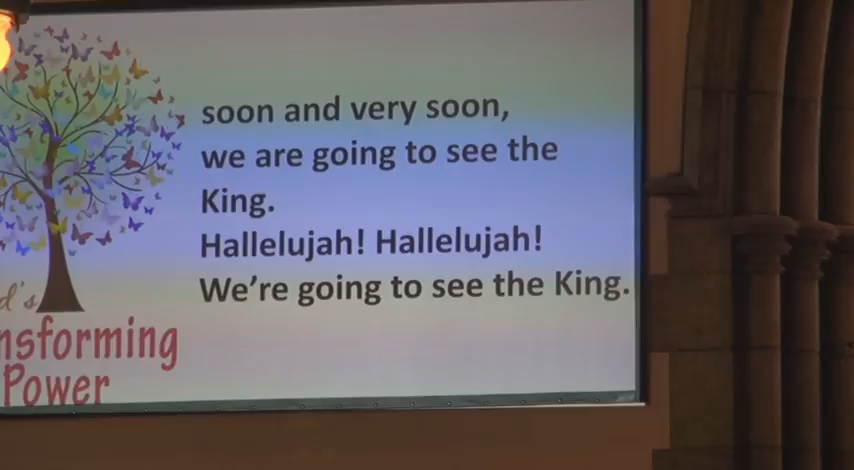 soon and very soon,
we are going to see the
King.
Hallelujah! Hallelujah!
We're going to see the King.
d's
nsforming
Power